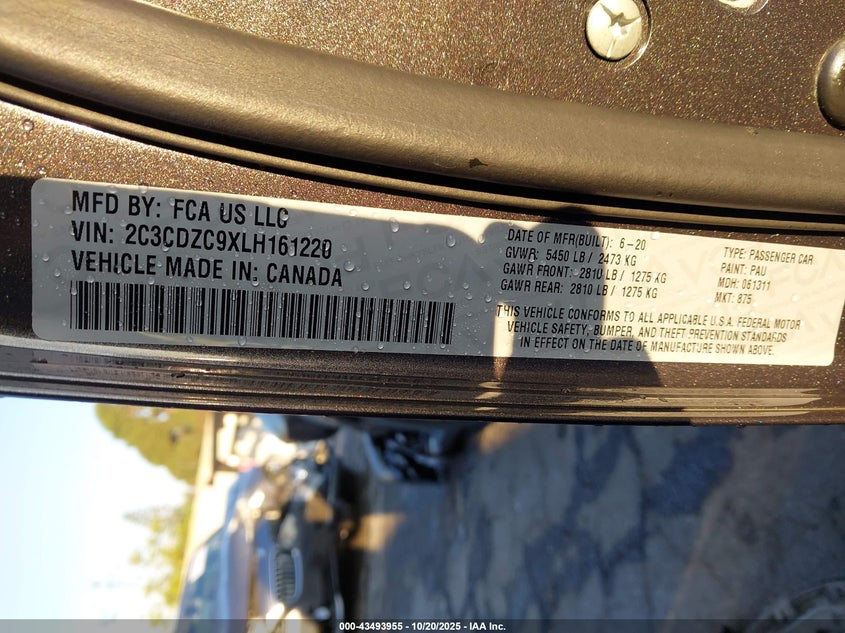 MFD BY: FCA US LLC
VIN: 2C3CDZC9XLH161220
VEHICLE MADE IN: CANADA
DATE OF MFR(BUILT): 6-20
GVWR: 5450 LB / 2473 KG
GAWR FRONT: 2810 LB / 1275 KG
GAWR REAR: 2810 LB / 1275 KG
TYPE: PASSENGER CAR
PAINT: PAU
MDH: 061311
MKT: 875
THIS VEHICLE CONFORMS TO ALL APPLICABLE U.S.A. FEDERAL MOTOR
VEHICLE SAFETY, BUMPER, AND THEFT PREVENTION STANDARDS
IN EFFECT ON THE DATE OF MANUFACTURE SHOWN ABOVE.
000-43493955 - 10/20/2025 - IAA Inc.